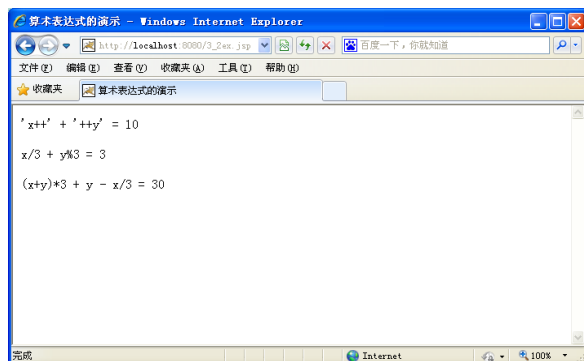 算术表达式的演示 - Windows Internet Explorer
http://localhost:8080/3_2ex.jsp 百度一下，你就知道
文件(F) 编辑(E) 查看(V) 收藏夹(A) 工具(T) 帮助(H)
收藏夹 算术表达式的演示
'x++' + '++y' = 10
x/3 + y%3 = 3
(x+y)*3 + y - x/3 = 30
完成 Internet 100%